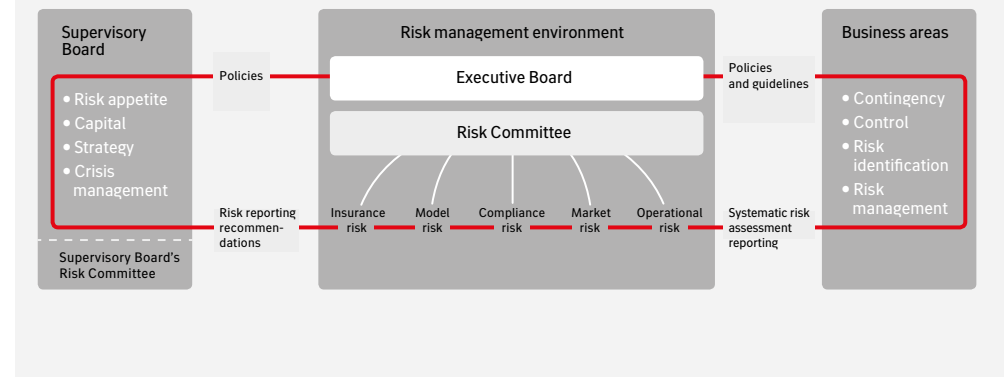 Supervisory
Board
• Risk appetite
• Capital
• Strategy
• Crisis
management
Supervisory Board's
Risk Committee
Policies
Risk reporting
recommen-
dations
Risk management environment
Executive Board
Risk Committee
Insurance
risk
Model
risk
Compliance
risk
Market
risk
Operational
risk
Policies
and guidelines
Systematic risk
assessment
reporting
Business areas
• Contingency
• Control
• Risk
identification
• Risk
management